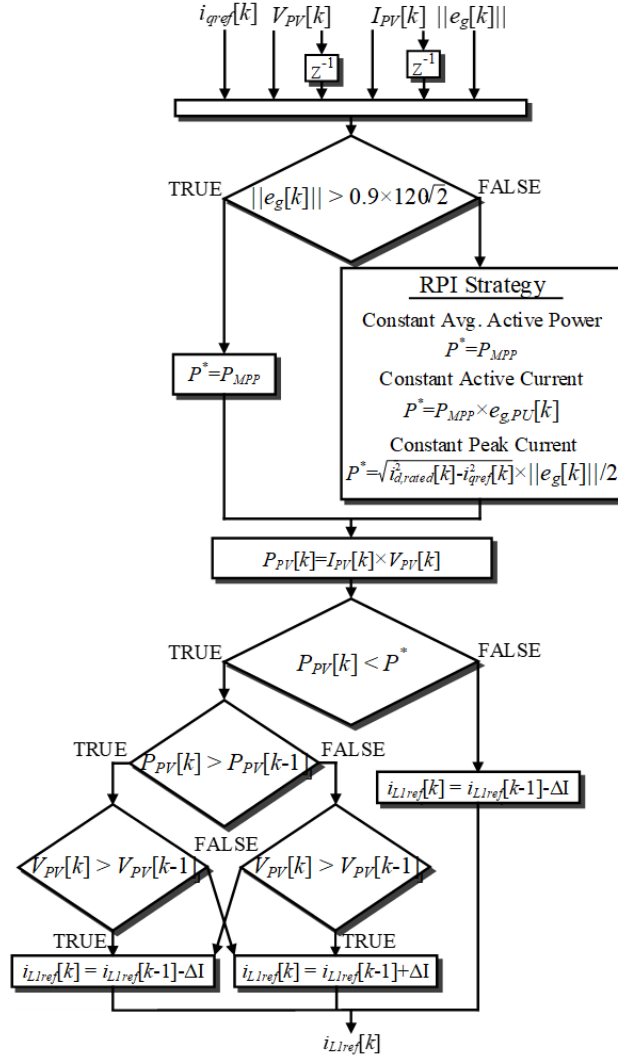 i_qref[k] V_PV[k] I_PV[k] ||e_g[k]||
Z⁻¹ Z⁻¹
TRUE FALSE
||e_g[k]|| > 0.9×120√2
RPI Strategy
Constant Avg. Active Power
P*=P_MPP
Constant Active Current
P*=P_MPP×e_g,PU[k]
Constant Peak Current
P*=√(i²_d,rated[k]-i²_qref[k])×||e_g[k]||/2
P*=P_MPP
P_PV[k]=I_PV[k]×V_PV[k]
TRUE FALSE
P_PV[k] < P*
TRUE FALSE
P_PV[k] > P_PV[k-1]
i_L1ref[k] = i_L1ref[k-1]-ΔI
FALSE
V_PV[k] > V_PV[k-1] V_PV[k] > V_PV[k-1]
TRUE TRUE
i_L1ref[k] = i_L1ref[k-1]-ΔI i_L1ref[k] = i_L1ref[k-1]+ΔI
i_L1ref[k]